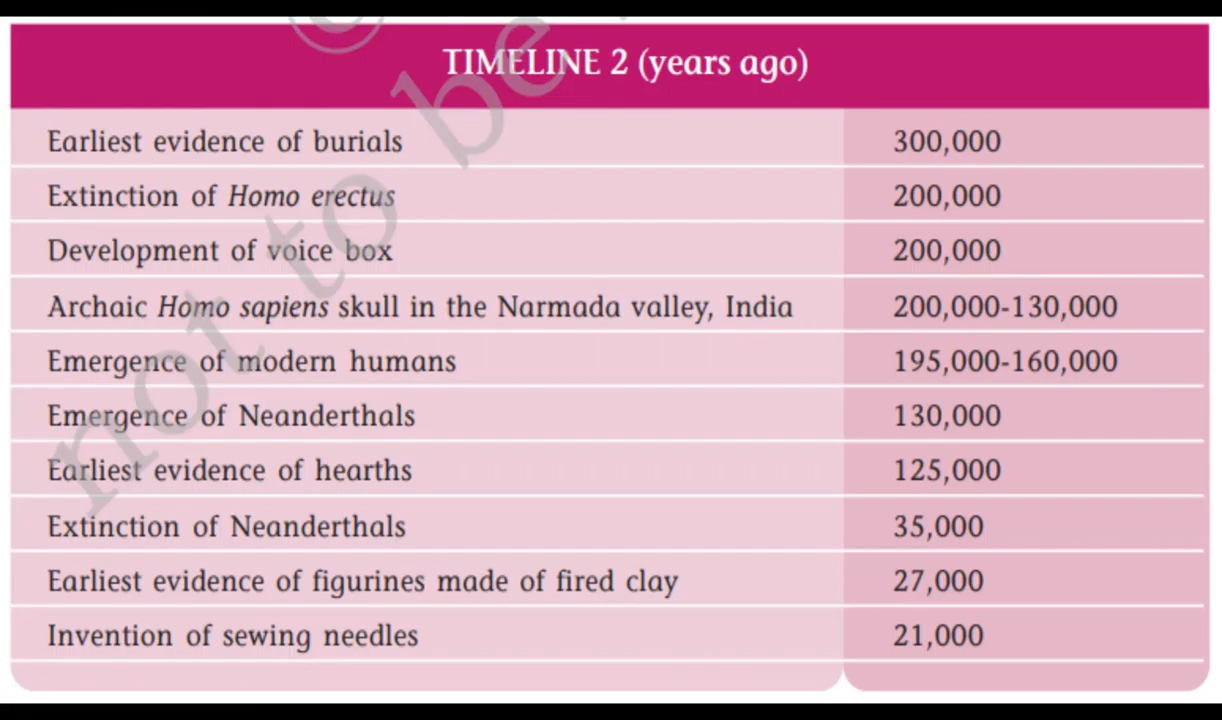 TIMELINE 2 (years ago)
Earliest evidence of burials 300,000
Extinction of Homo erectus 200,000
Development of voice box 200,000
Archaic Homo sapiens skull in the Narmada valley, India 200,000-130,000
Emergence of modern humans 195,000-160,000
Emergence of Neanderthals 130,000
Earliest evidence of hearths 125,000
Extinction of Neanderthals 35,000
Earliest evidence of figurines made of fired clay 27,000
Invention of sewing needles 21,000
©
not to be